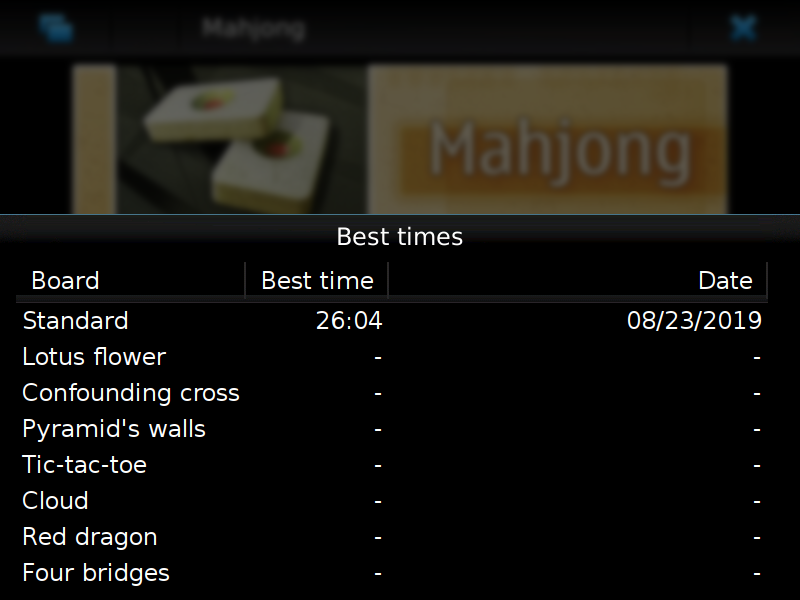 Mahjong
Mahjong
Best times
Board Best time Date
Standard 26:04 08/23/2019
Lotus flower - -
Confounding cross - -
Pyramid's walls - -
Tic-tac-toe - -
Cloud - -
Red dragon - -
Four bridges - -